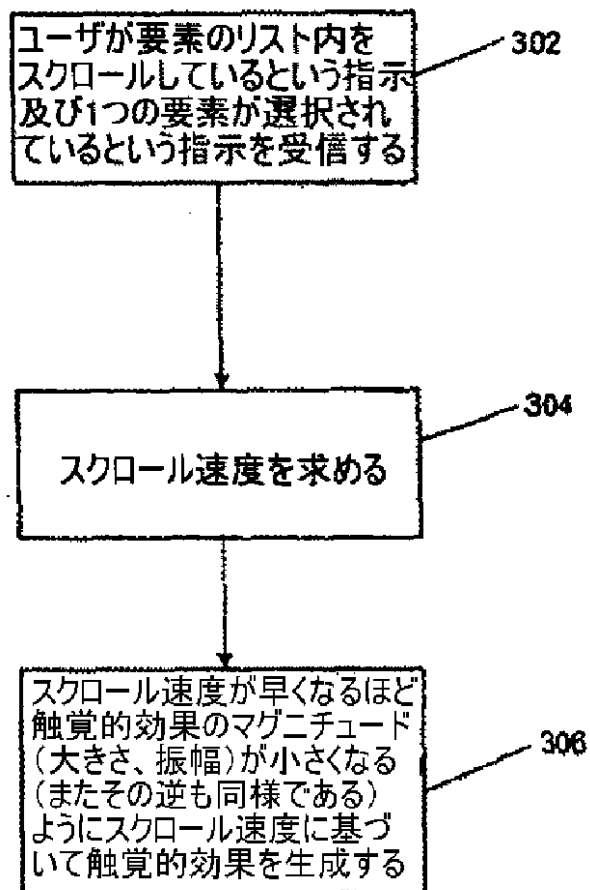 ユーザが要素のリスト内を
スクロールしているという指示
及び1つの要素が選択され
ているという指示を受信する
302
スクロール速度を求める
304
スクロール速度が早くなるほど
触覚的効果のマグニチュード
(大きさ、振幅)が小さくなる
(またその逆も同様である)
ようにスクロール速度に基づ
いて触覚的効果を生成する
306